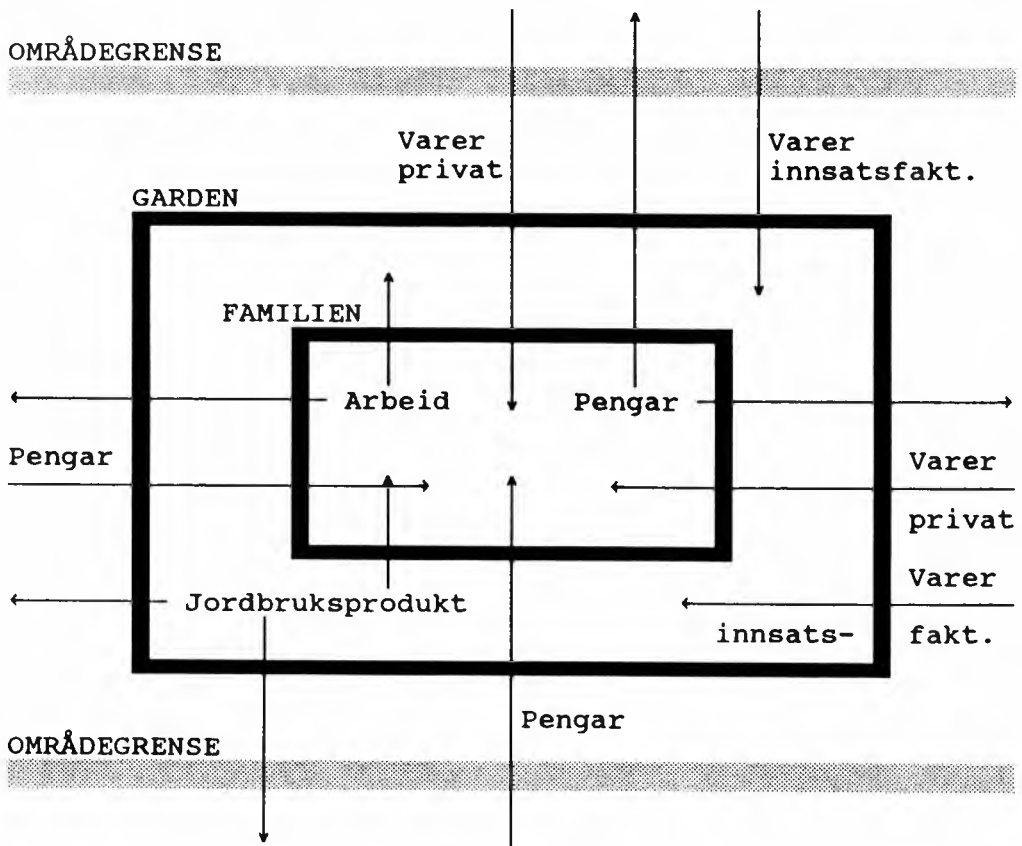 OMRÅDEGRENSE
Varer
privat
Varer
innsatsfakt.
GARDEN
FAMILIEN
Arbeid
Pengar
Pengar
Varer
privat
Jordbruksprodukt
Varer
innsats-
fakt.
Pengar
OMRÅDEGRENSE